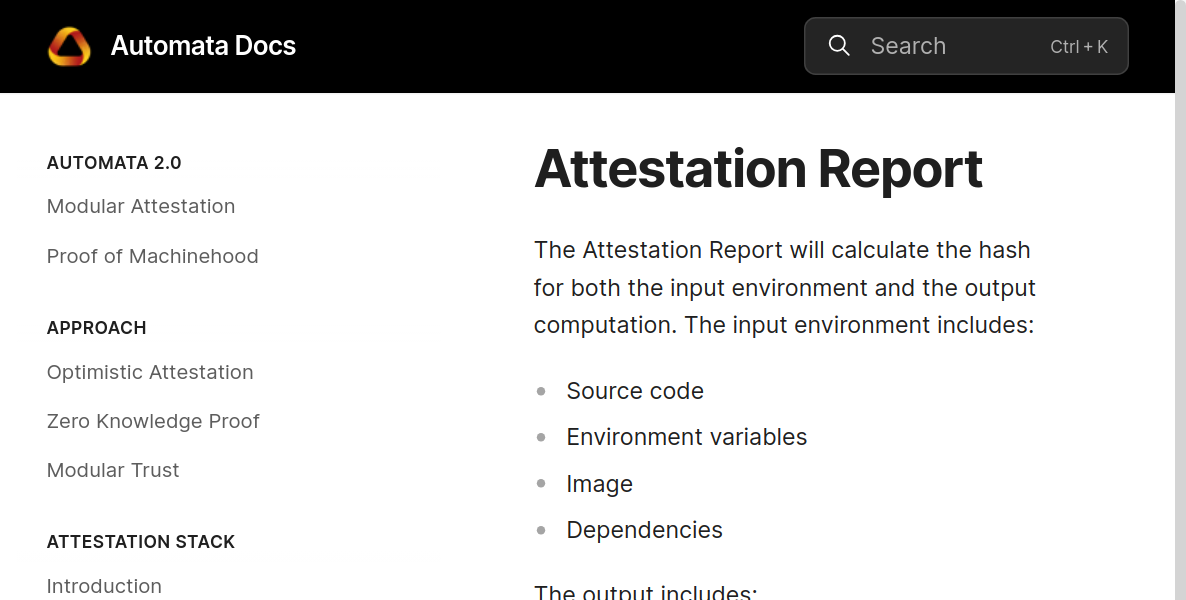 Automata Docs
Search
Ctrl + K
AUTOMATA 2.0
Modular Attestation
Proof of Machinehood
APPROACH
Optimistic Attestation
Zero Knowledge Proof
Modular Trust
ATTESTATION STACK
Introduction
Attestation Report
The Attestation Report will calculate the hash
for both the input environment and the output
computation. The input environment includes:
Source code
Environment variables
Image
Dependencies
The output includes: